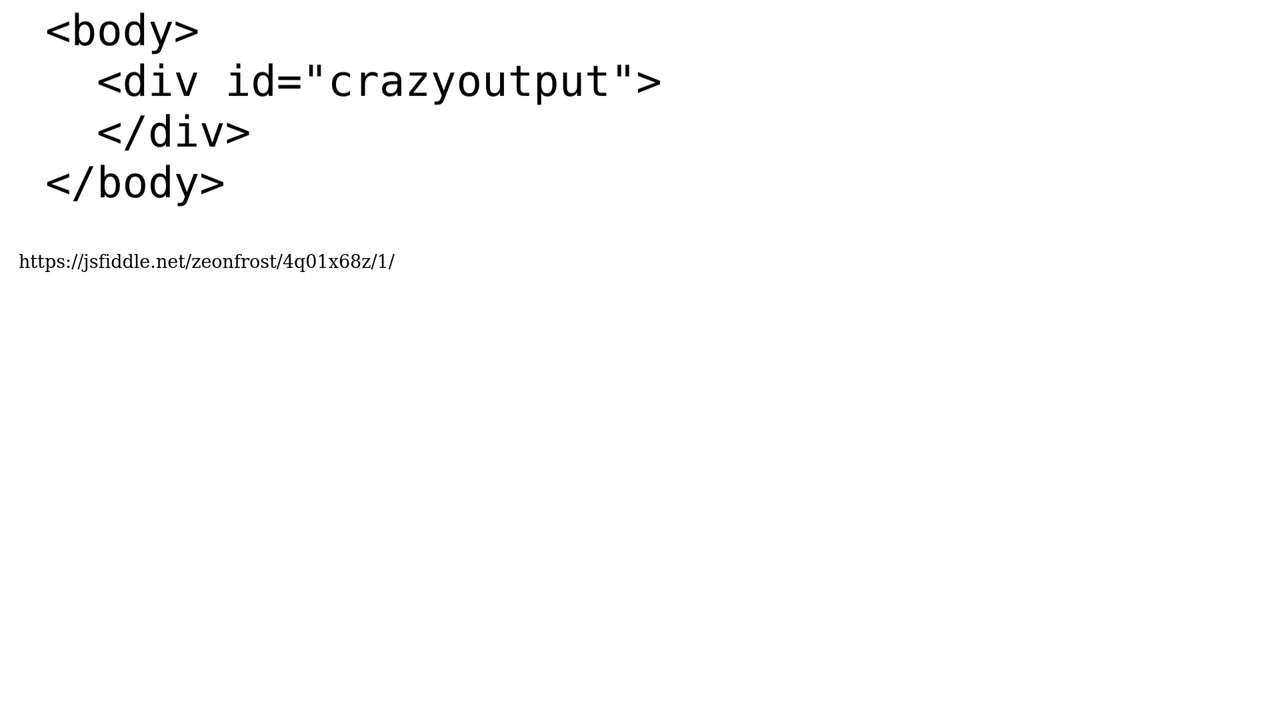 <body>
  <div id="crazyoutput">
  </div>
</body>
https://jsfiddle.net/zeonfrost/4q01x68z/1/